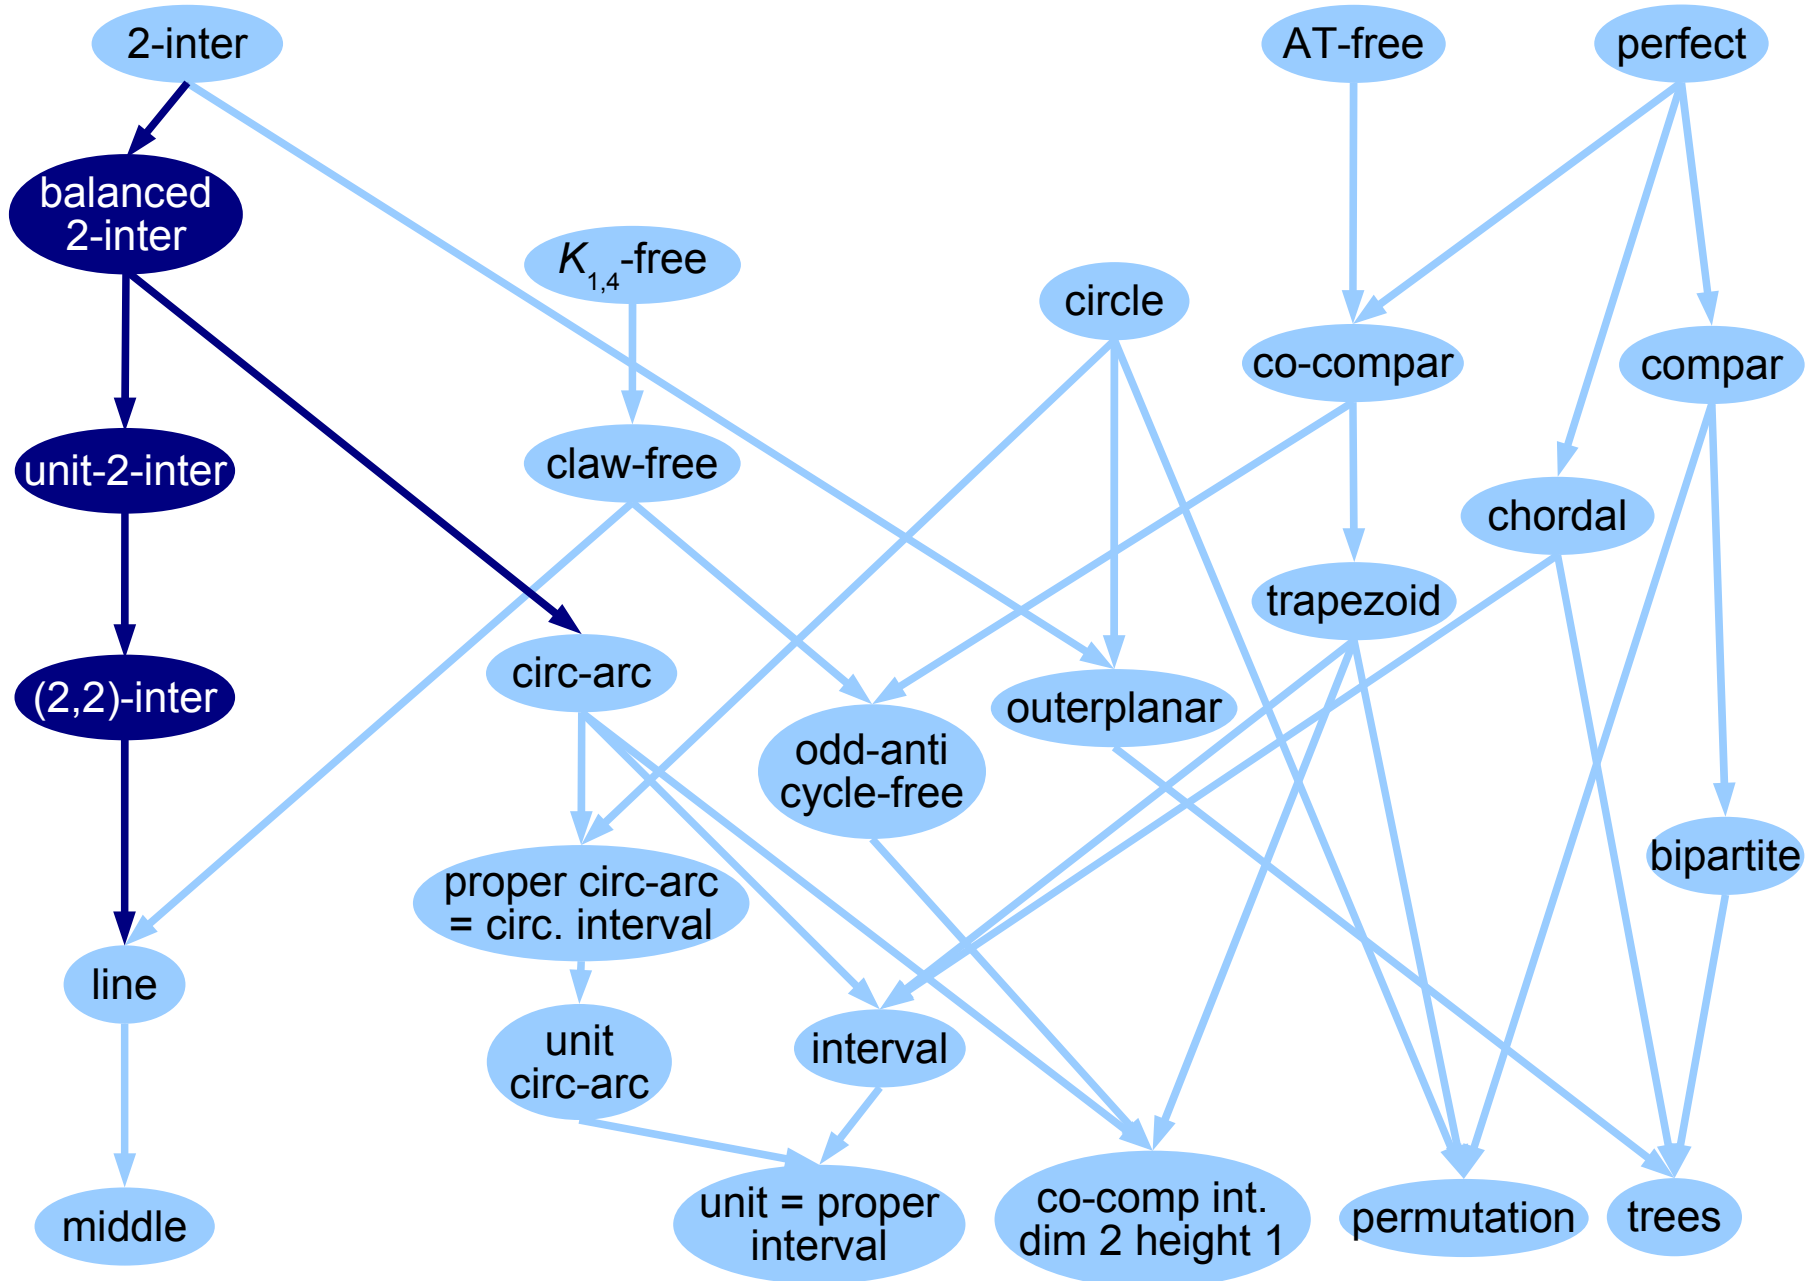 2-inter
AT-free
perfect
balanced
2-inter
K1,4-free
circle
co-compar
compar
claw-free
unit-2-inter
chordal
trapezoid
circ-arc
(2,2)-inter
outerplanar
odd-anti
cycle-free
bipartite
proper circ-arc
= circ. interval
line
unit
circ-arc
interval
middle
unit = proper
interval
co-comp int.
dim 2 height 1
permutation
trees